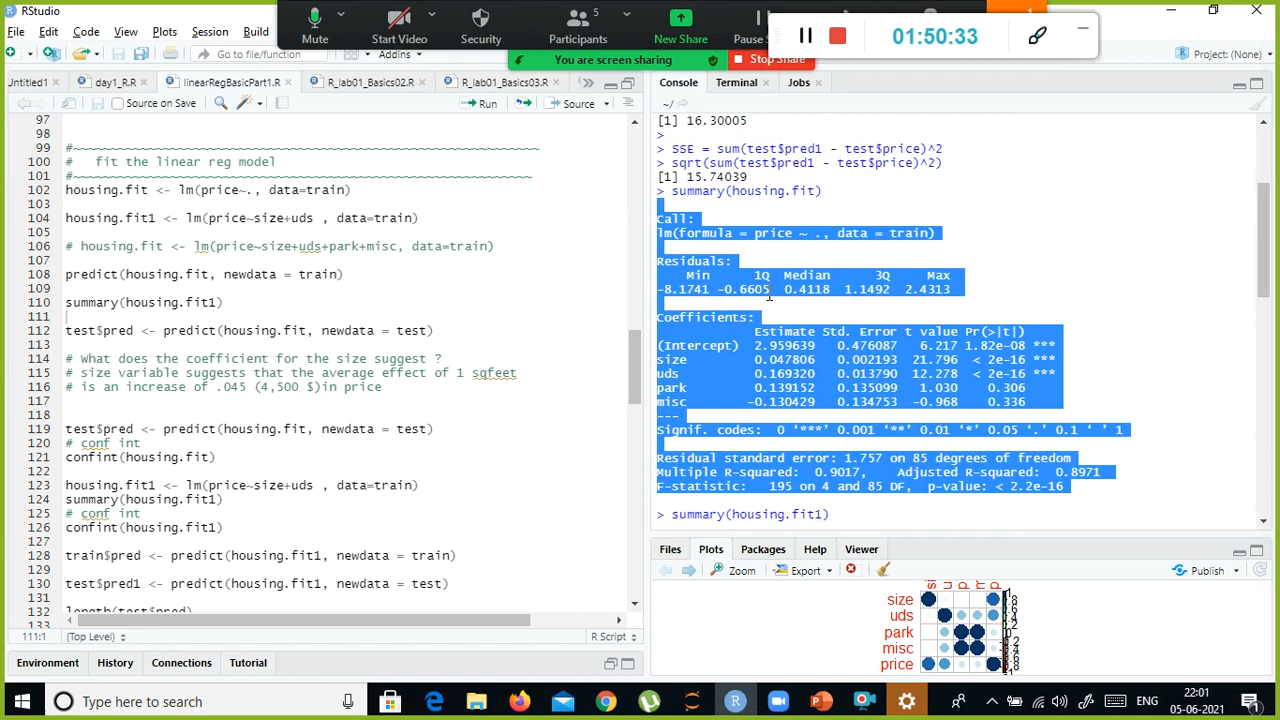 RStudio
File Edit Code View Plots Session Build
Mute Start Video Security Participants 5 New Share Pause
01:50:33
You are screen sharing Stop Share
Go to file/function Addins Project: (None)
Untitled1 day1_R.R linearRegBasicPart1.R R_lab01_Basics02.R R_lab01_Basics03.R
Source on Save Run Source
97
98
99 #~~~~~~~~~~~~~~~~~~~~~~~~~~~~~~~~~~~~~~~~~~~~~~~~~~~~~~~~~~~~~~~~~~
100 # fit the linear reg model
101 #~~~~~~~~~~~~~~~~~~~~~~~~~~~~~~~~~~~~~~~~~~~~~~~~~~~~~~~~~~~~~~~~~
102 housing.fit <- lm(price~., data=train)
103
104 housing.fit1 <- lm(price~size+uds , data=train)
105
106 # housing.fit <- lm(price~size+uds+park+misc, data=train)
107
108 predict(housing.fit, newdata = train)
109
110 summary(housing.fit1)
111
112 test$pred <- predict(housing.fit, newdata = test)
113
114 # what does the coefficient for the size suggest ?
115 # size variable suggests that the average effect of 1 sqfeet
116 # is an increase of .045 (4,500 $)in price
117
118
119 test$pred <- predict(housing.fit, newdata = test)
120 # conf int
121 confint(housing.fit)
122
123 housing.fit1 <- lm(price~size+uds , data=train)
124 summary(housing.fit1)
125 # conf int
126 confint(housing.fit1)
127
128 train$pred <- predict(housing.fit1, newdata = train)
129
130 test$pred1 <- predict(housing.fit1, newdata = test)
131
132 length(test$pred)
133
111:1 (Top Level) R Script
Environment History Connections Tutorial
Console Terminal Jobs
~/
[1] 16.30005
>
> SSE = sum(test$pred1 - test$price)^2
> sqrt(sum(test$pred1 - test$price)^2)
[1] 15.74039
> summary(housing.fit)
Call:
lm(formula = price ~ ., data = train)
Residuals:
Min 1Q Median 3Q Max
-8.1741 -0.6605 0.4118 1.1492 2.4313
Coefficients:
Estimate Std. Error t value Pr(>|t|)
(Intercept) 2.959639 0.476087 6.217 1.82e-08 ***
size 0.047806 0.002193 21.796 < 2e-16 ***
uds 0.169320 0.013790 12.278 < 2e-16 ***
park 0.139152 0.135099 1.030 0.306
misc -0.130429 0.134753 -0.968 0.336
---
Signif. codes: 0 ‘***’ 0.001 ‘**’ 0.01 ‘*’ 0.05 ‘.’ 0.1 ‘ ’ 1
Residual standard error: 1.757 on 85 degrees of freedom
Multiple R-squared: 0.9017, Adjusted R-squared: 0.8971
F-statistic: 195 on 4 and 85 DF, p-value: < 2.2e-16
> summary(housing.fit1)
Files Plots Packages Help Viewer
Zoom Export Publish
size
uds
park
misc
price
Type here to search
ENG
22:01
05-06-2021